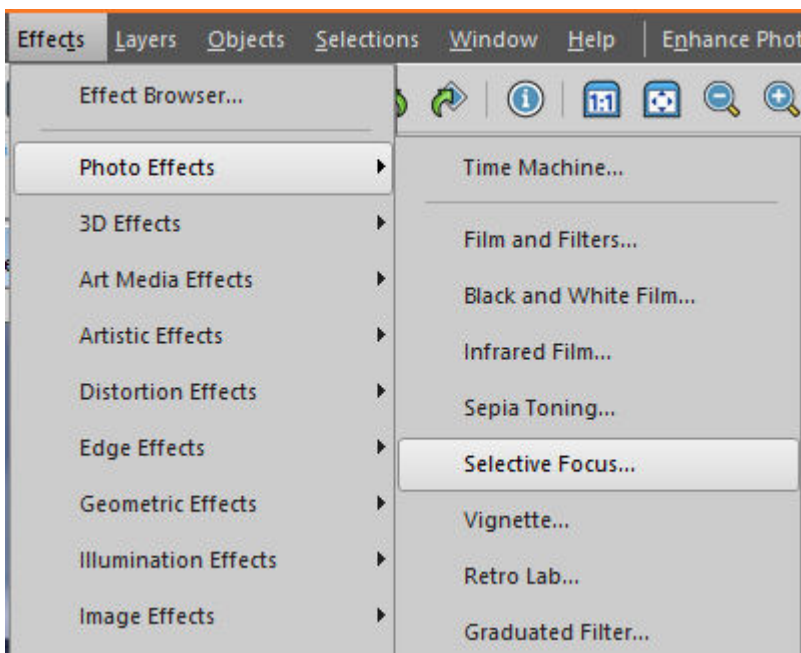 Effects Layers Objects Selections Window Help Enhance Phot
Effect Browser...
1:1
Photo Effects
3D Effects
Art Media Effects
Artistic Effects
Distortion Effects
Edge Effects
Geometric Effects
Illumination Effects
Image Effects
Time Machine...
Film and Filters...
Black and White Film...
Infrared Film...
Sepia Toning...
Selective Focus...
Vignette...
Retro Lab...
Graduated Filter...